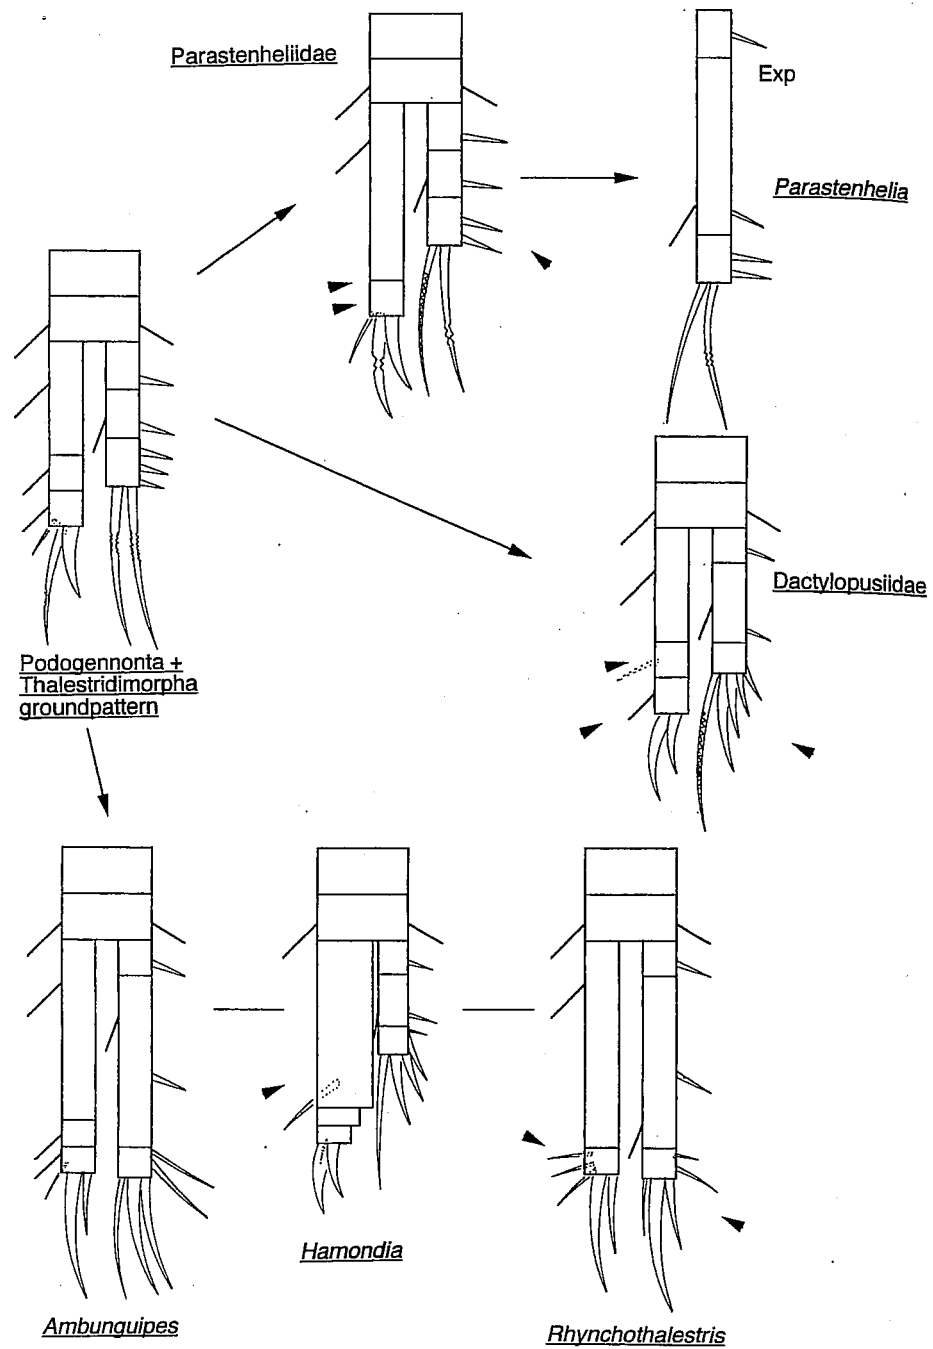 Parastenheliidae
Exp
Parastenhelia
Dactylopusiidae
Podogennonta +
Thalestridimorpha
groundpattern
Hamondia
Ambunguipes
Rhynchothalestris